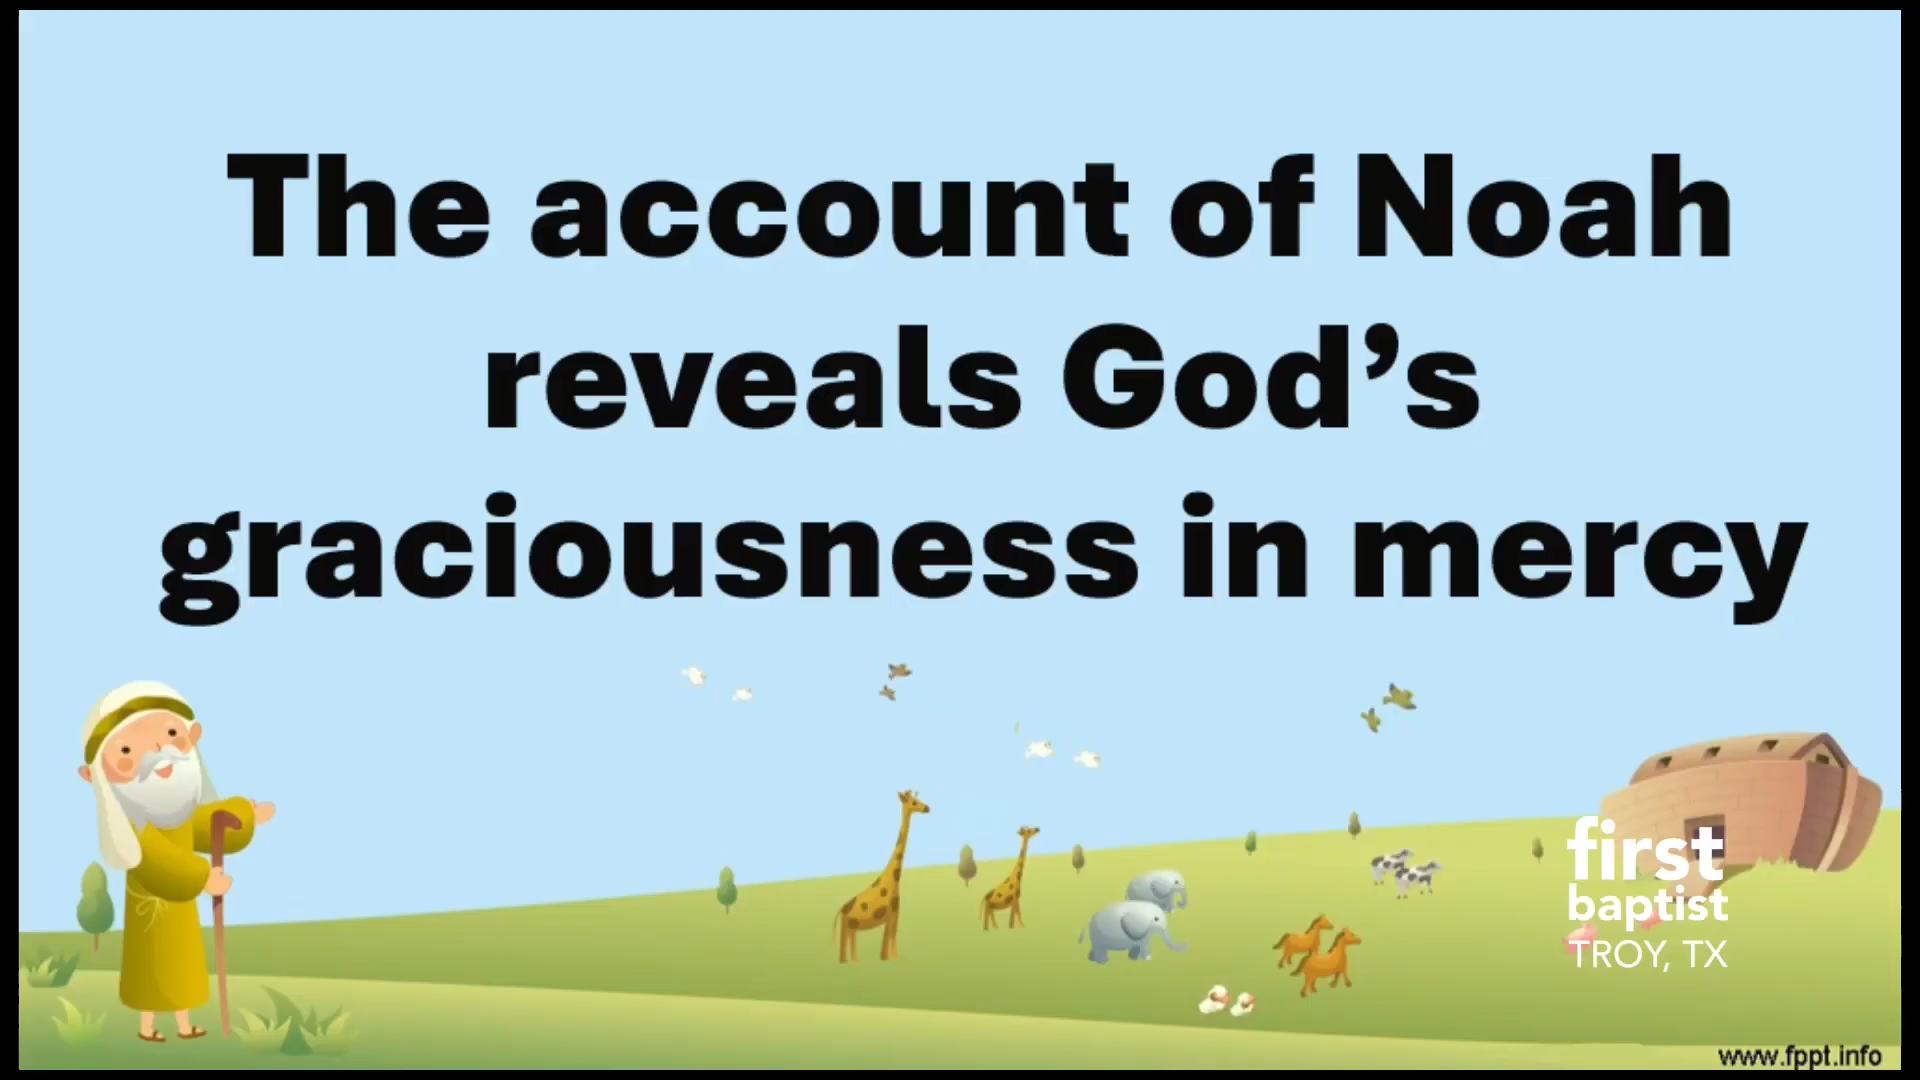 The account of Noah
reveals God’s
graciousness in mercy
first
baptist
TROY, TX
www.fppt.info